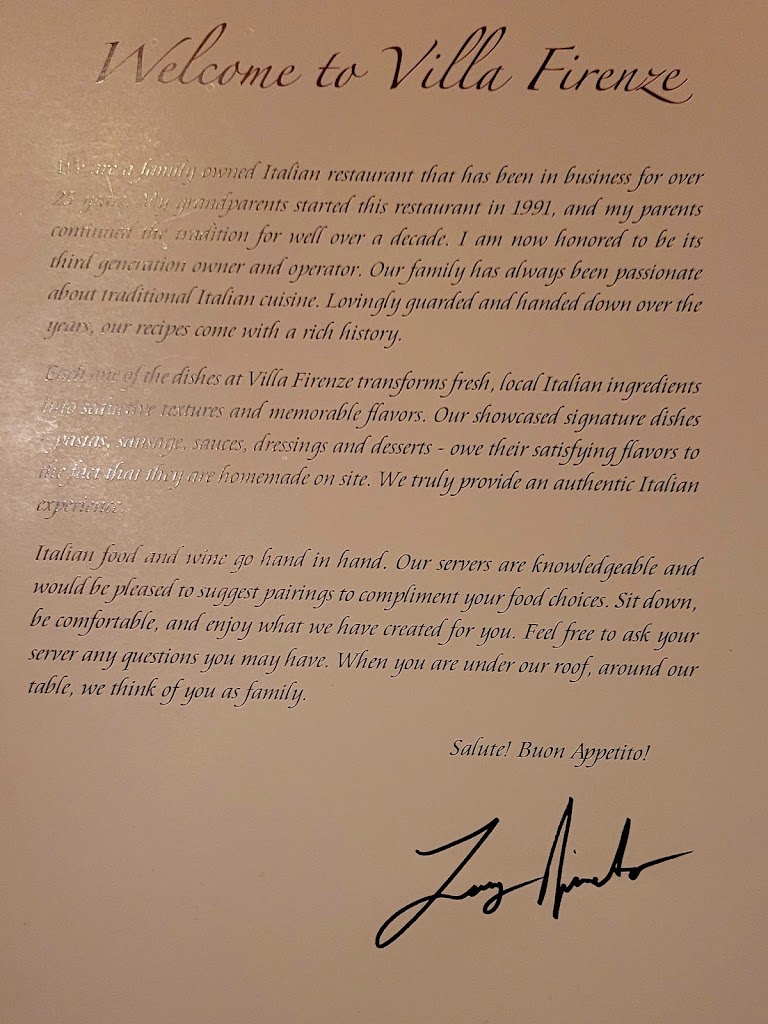 Welcome to Villa Firenze
We are a family owned Italian restaurant that has been in business for over
25 years. My grandparents started this restaurant in 1991, and my parents
continued the tradition for well over a decade. I am now honored to be its
third generation owner and operator. Our family has always been passionate
about traditional Italian cuisine. Lovingly guarded and handed down over the
years, our recipes come with a rich history.
Each one of the dishes at Villa Firenze transforms fresh, local Italian ingredients
into seductive textures and memorable flavors. Our showcased signature dishes
- pastas, sausage, sauces, dressings and desserts - owe their satisfying flavors to
the fact that they are homemade on site. We truly provide an authentic Italian
experience.
Italian food and wine go hand in hand. Our servers are knowledgeable and
would be pleased to suggest pairings to compliment your food choices. Sit down,
be comfortable, and enjoy what we have created for you. Feel free to ask your
server any questions you may have. When you are under our roof, around our
table, we think of you as family.
Salute! Buon Appetito!